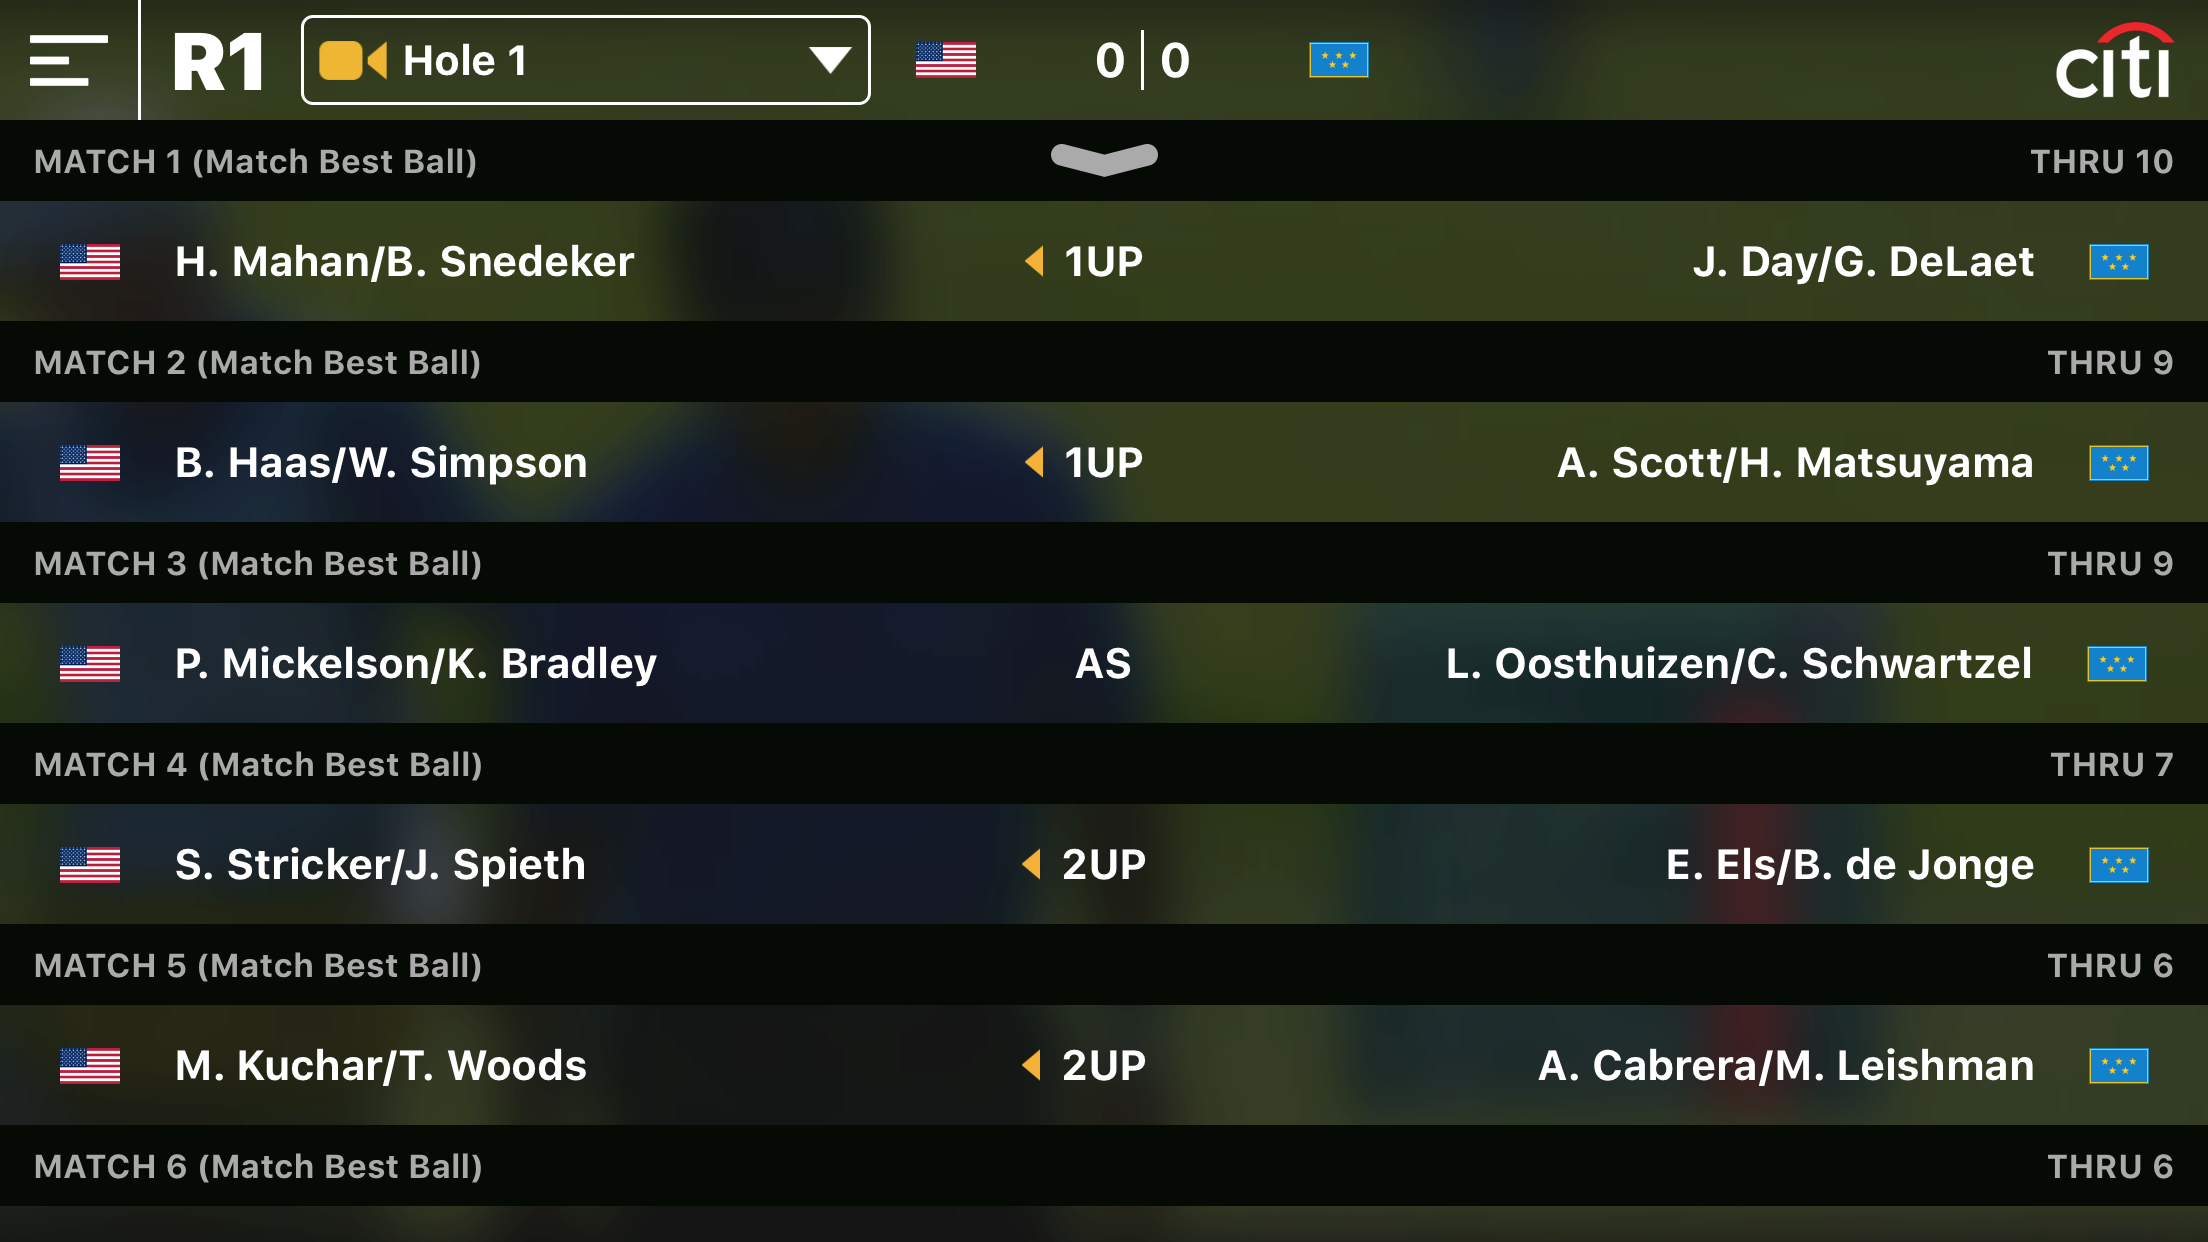 R1 Hole 1 0 0 citi
MATCH 1 (Match Best Ball) THRU 10
H. Mahan/B. Snedeker 1UP J. Day/G. DeLaet
MATCH 2 (Match Best Ball) THRU 9
B. Haas/W. Simpson 1UP A. Scott/H. Matsuyama
MATCH 3 (Match Best Ball) THRU 9
P. Mickelson/K. Bradley AS L. Oosthuizen/C. Schwartzel
MATCH 4 (Match Best Ball) THRU 7
S. Stricker/J. Spieth 2UP E. Els/B. de Jonge
MATCH 5 (Match Best Ball) THRU 6
M. Kuchar/T. Woods 2UP A. Cabrera/M. Leishman
MATCH 6 (Match Best Ball) THRU 6